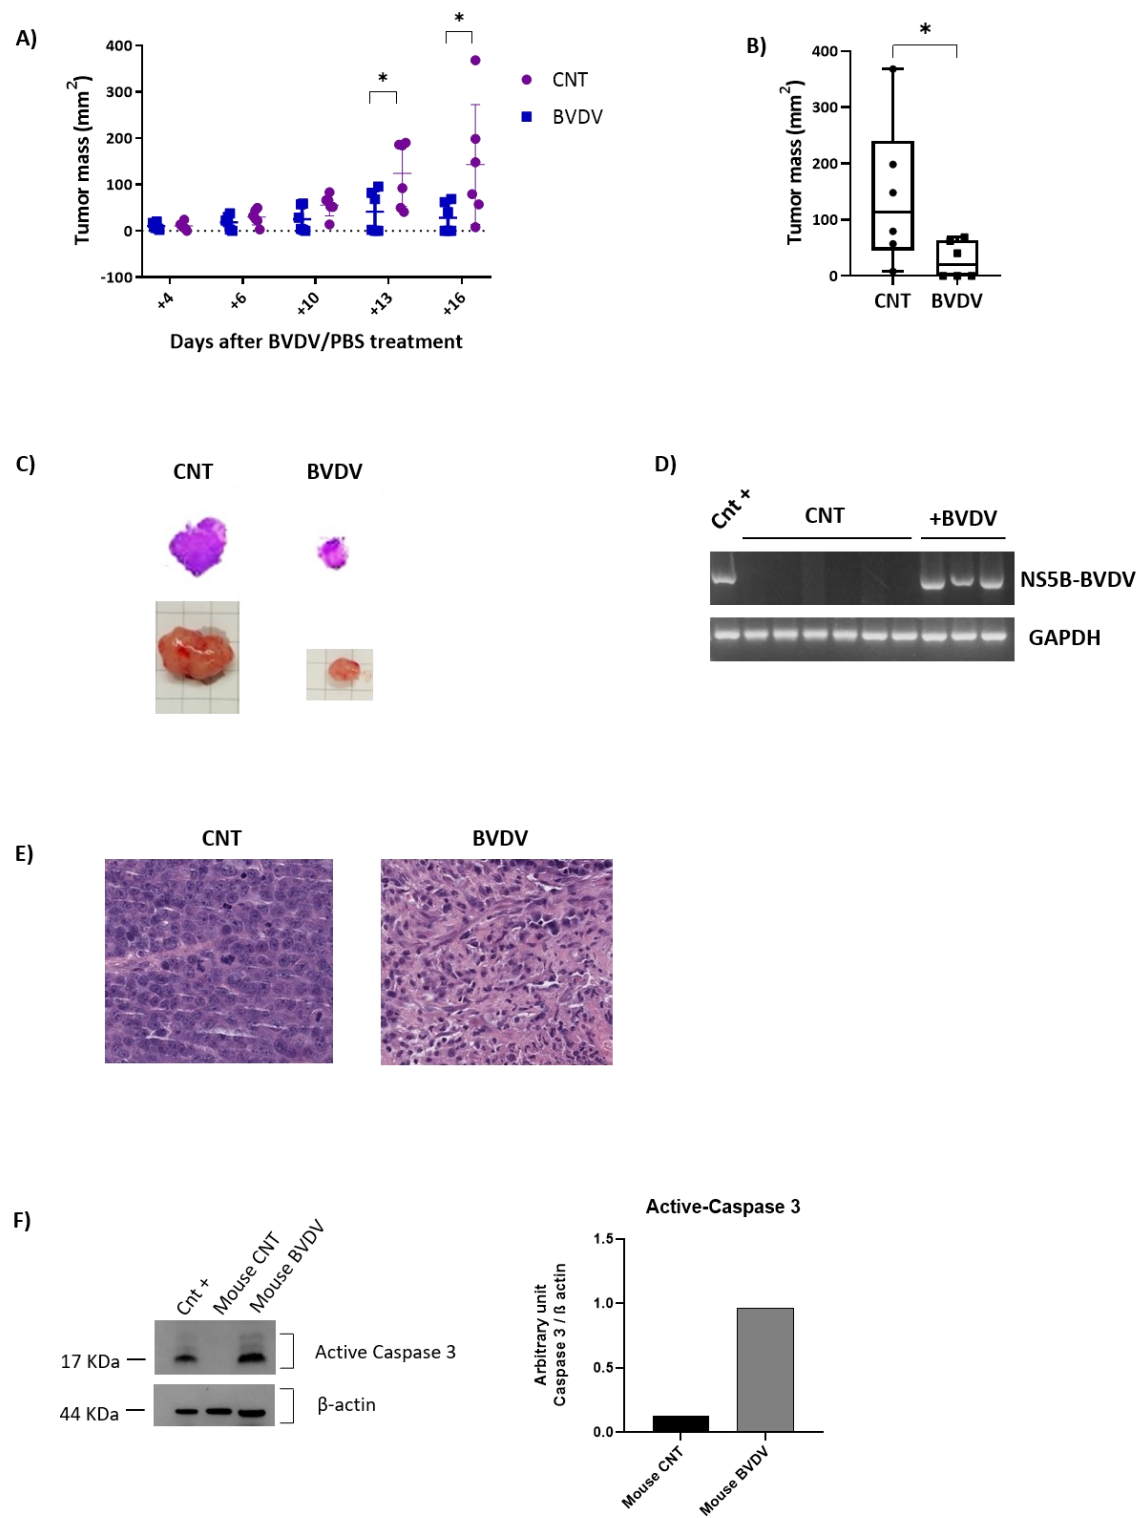 A)
Tumor mass (mm2)
400
300
200
100
0
-100
*
*
+4
+6
+10
+13
+16
Days after BVDV/PBS treatment
CNT
BVDV
B)
Tumor mass (mm2)
400
300
200
100
0
*
CNT BVDV
C)
CNT BVDV
D)
Cnt + CNT +BVDV
NS5B-BVDV
GAPDH
E)
CNT BVDV
F)
Cnt +
Mouse CNT
Mouse BVDV
17 KDa
Active Caspase 3
44 KDa
β-actin
Active-Caspase 3
Arbitrary unit
Caspase 3 / ß actin
1.5
1.0
0.5
0.0
Mouse CNT
Mouse BVDV